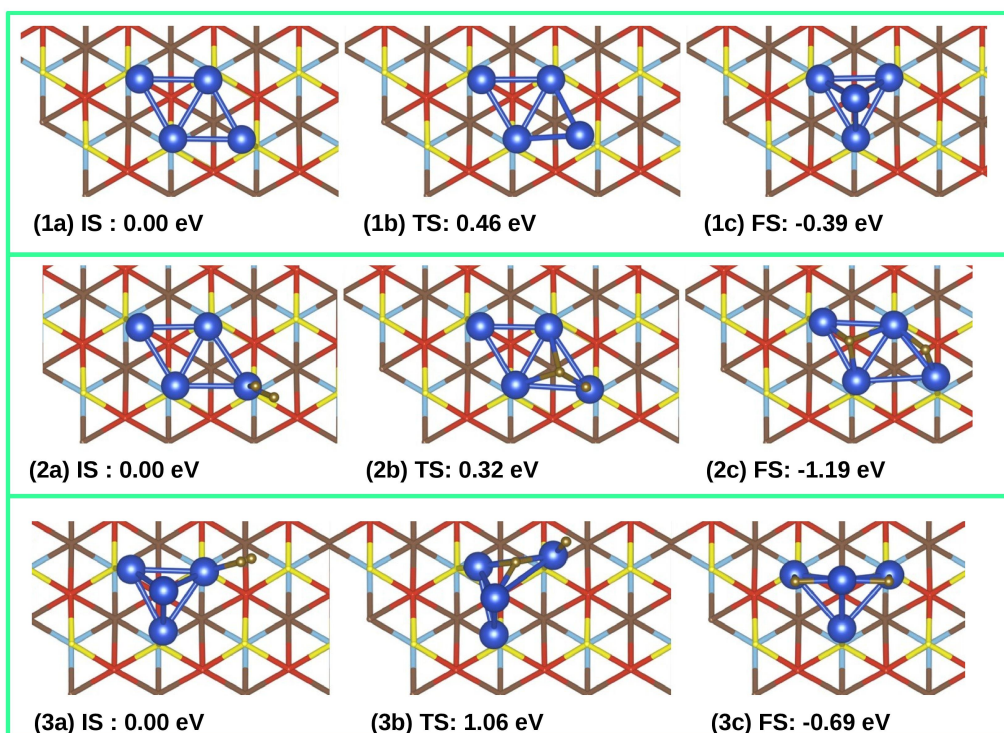 (1a) IS : 0.00 eV (1b) TS: 0.46 eV (1c) FS: -0.39 eV
(2a) IS : 0.00 eV (2b) TS: 0.32 eV (2c) FS: -1.19 eV
(3a) IS : 0.00 eV (3b) TS: 1.06 eV (3c) FS: -0.69 eV